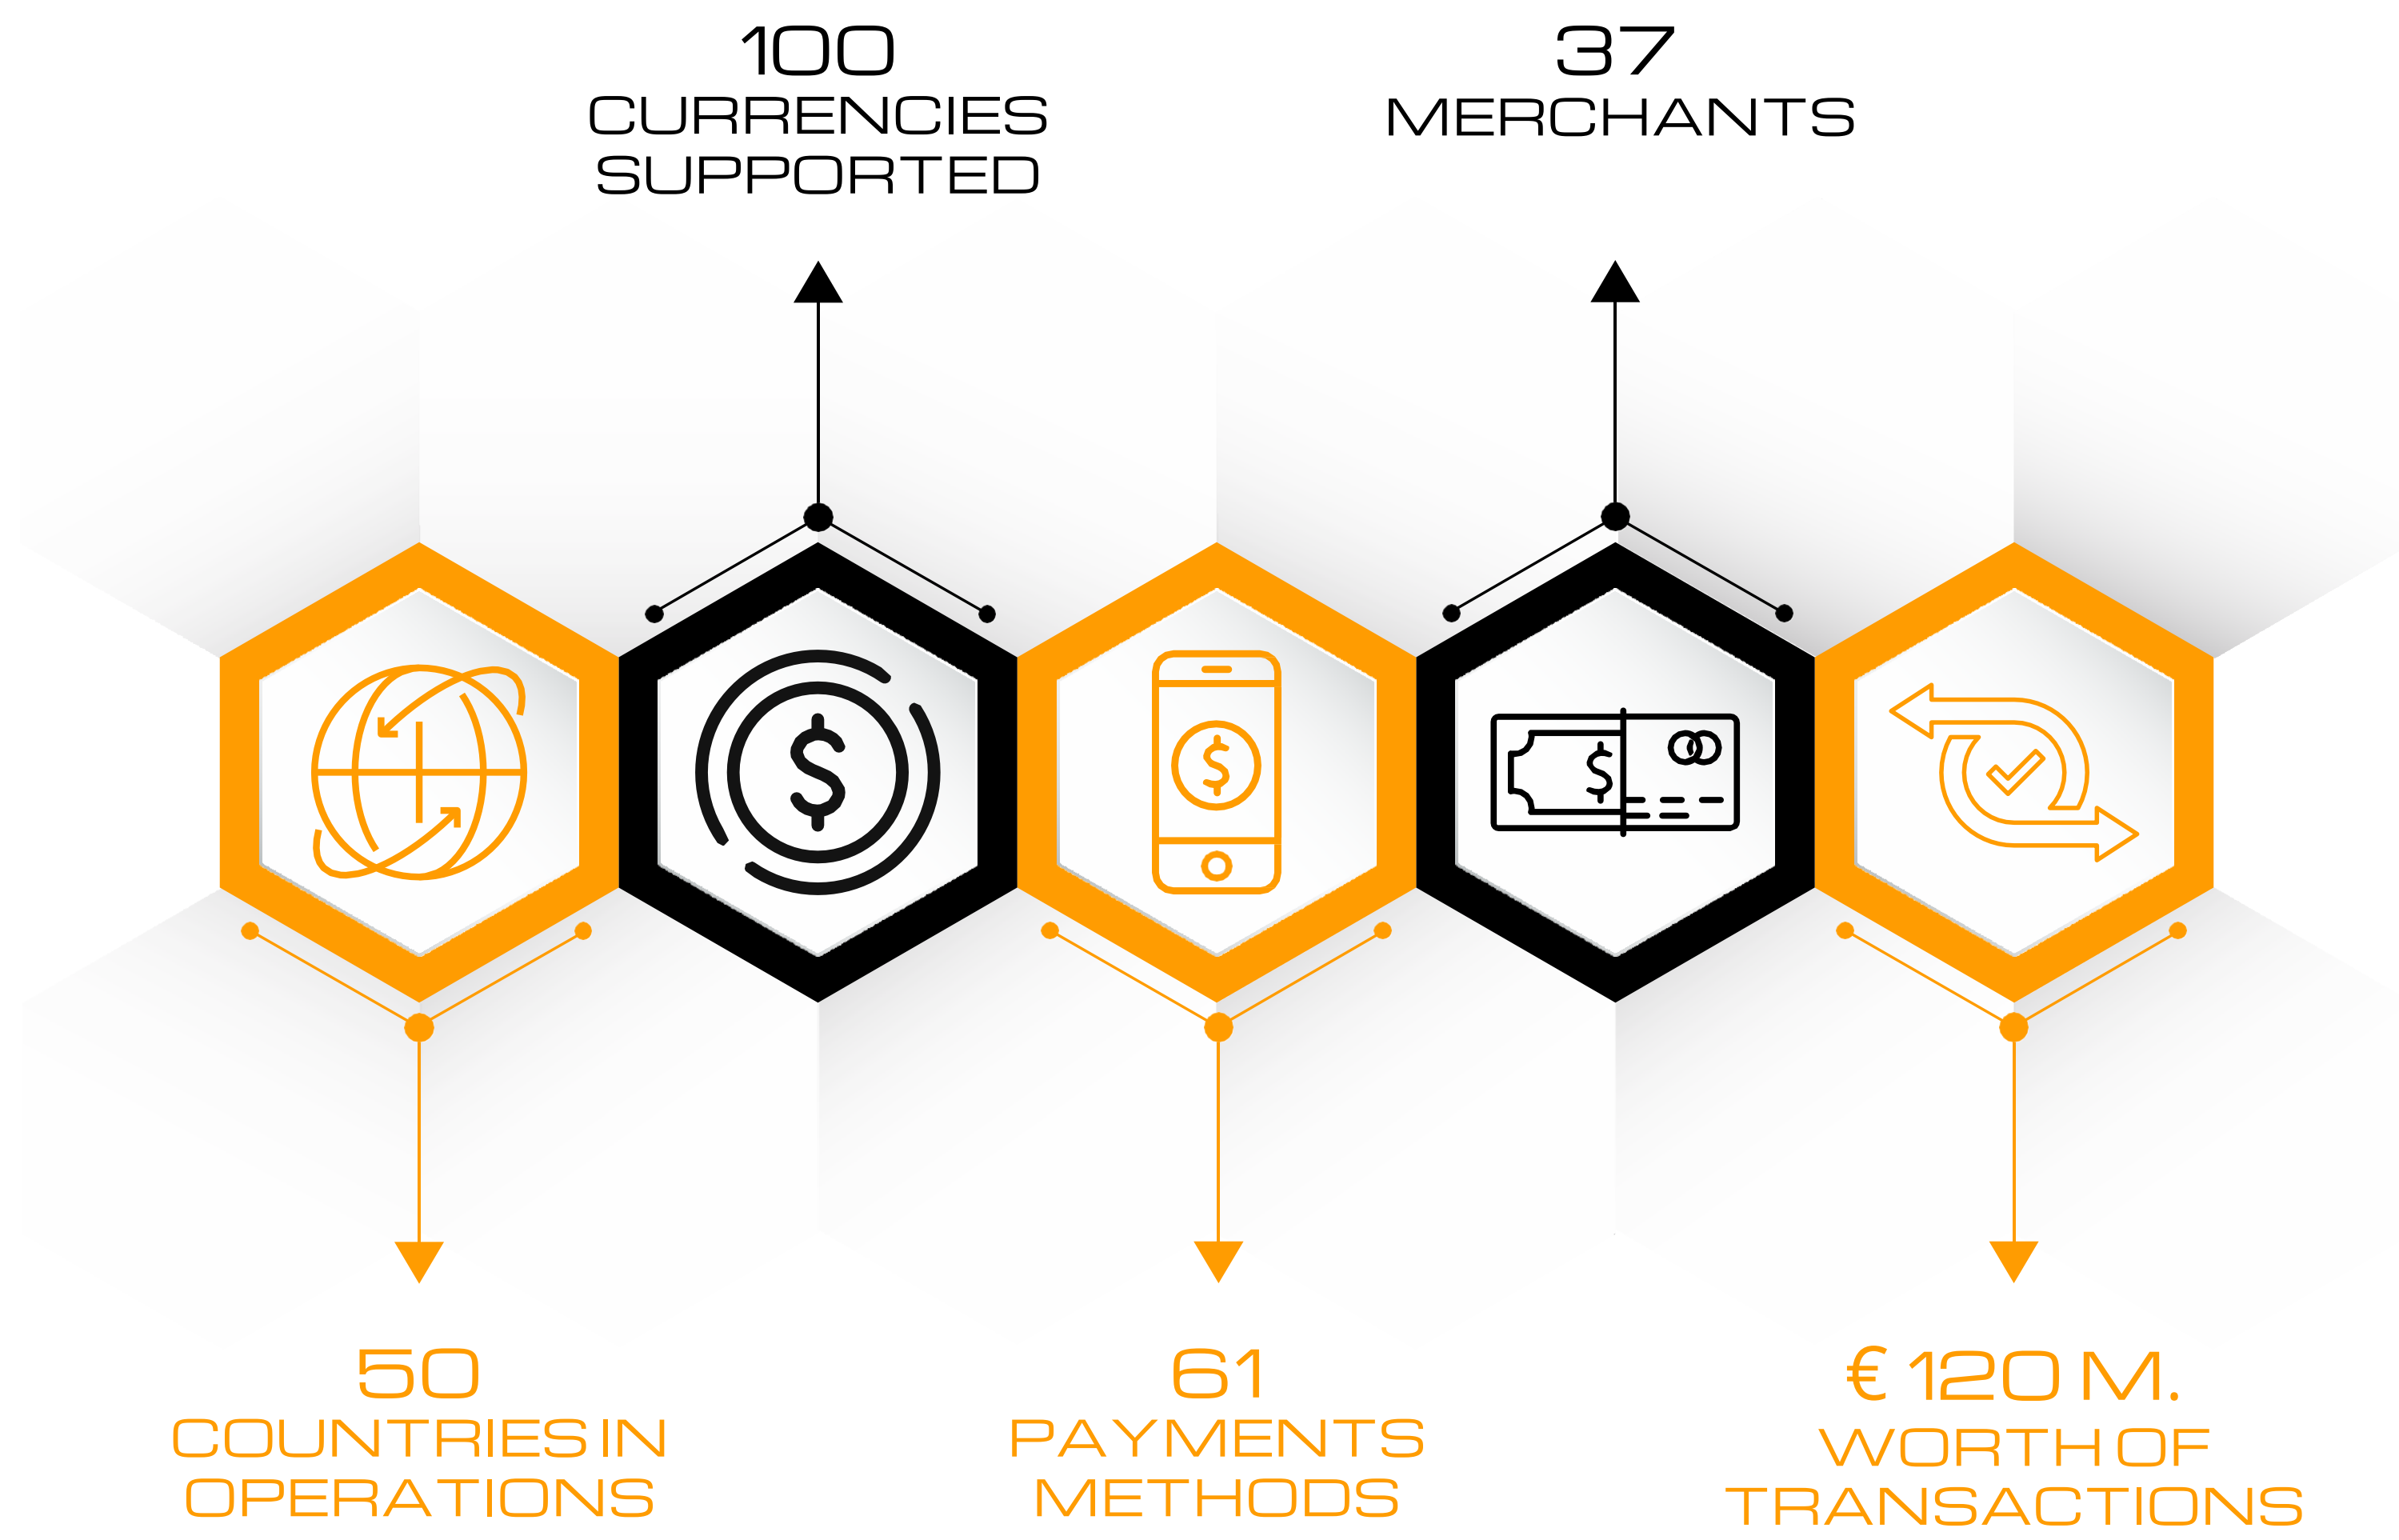 100
CURRENCIES
SUPPORTED
37
MERCHANTS
50
COUNTRIES IN
OPERATIONS
61
PAYMENTS
METHODS
€ 120 M.
WORTH OF
TRANSACTIONS